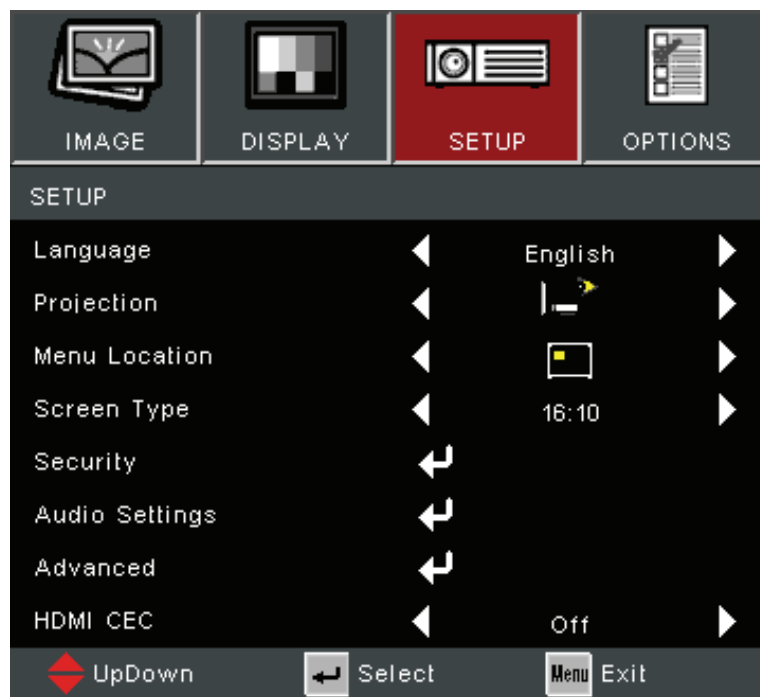 IMAGE DISPLAY SETUP OPTIONS
SETUP
Language English
Projection
Menu Location
Screen Type 16:10
Security
Audio Settings
Advanced
HDMI CEC Off
UpDown Select Menu Exit